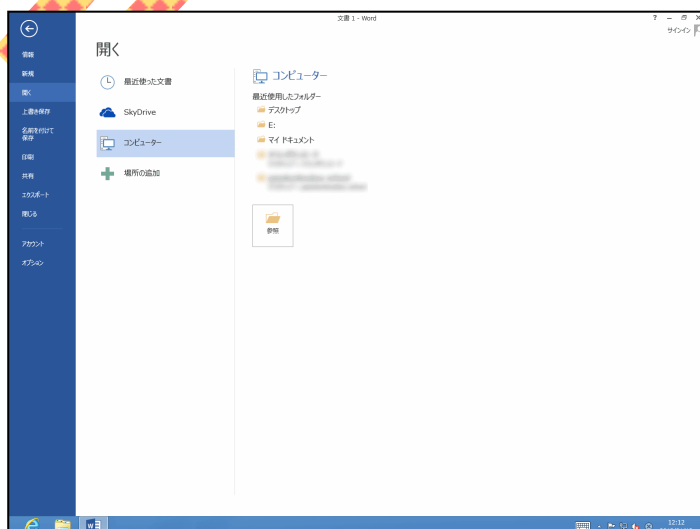 文書 1 - Word
?
サインイン
情報
新規
開く
上書き保存
名前を付けて
保存
印刷
共有
エクスポート
閉じる
アカウント
オプション
開く
最近使った文書
SkyDrive
コンピューター
場所の追加
コンピューター
最近使用したフォルダー
デスクトップ
E:
マイ ドキュメント
参照
12:12